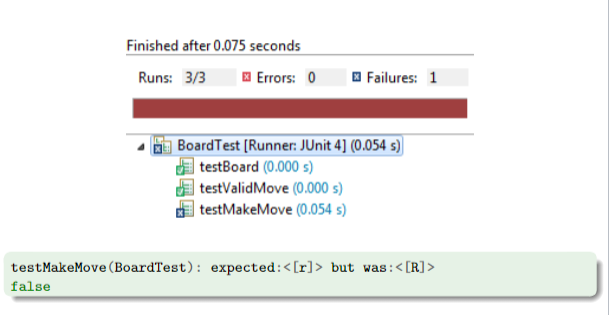 Finished after 0.075 seconds
Runs: 3/3 Errors: 0 Failures: 1
BoardTest [Runner: JUnit 4] (0.054 s)
testBoard (0.000 s)
testValidMove (0.000 s)
testMakeMove (0.054 s)
testMakeMove(BoardTest): expected:<[r]> but was:<[R]>
false